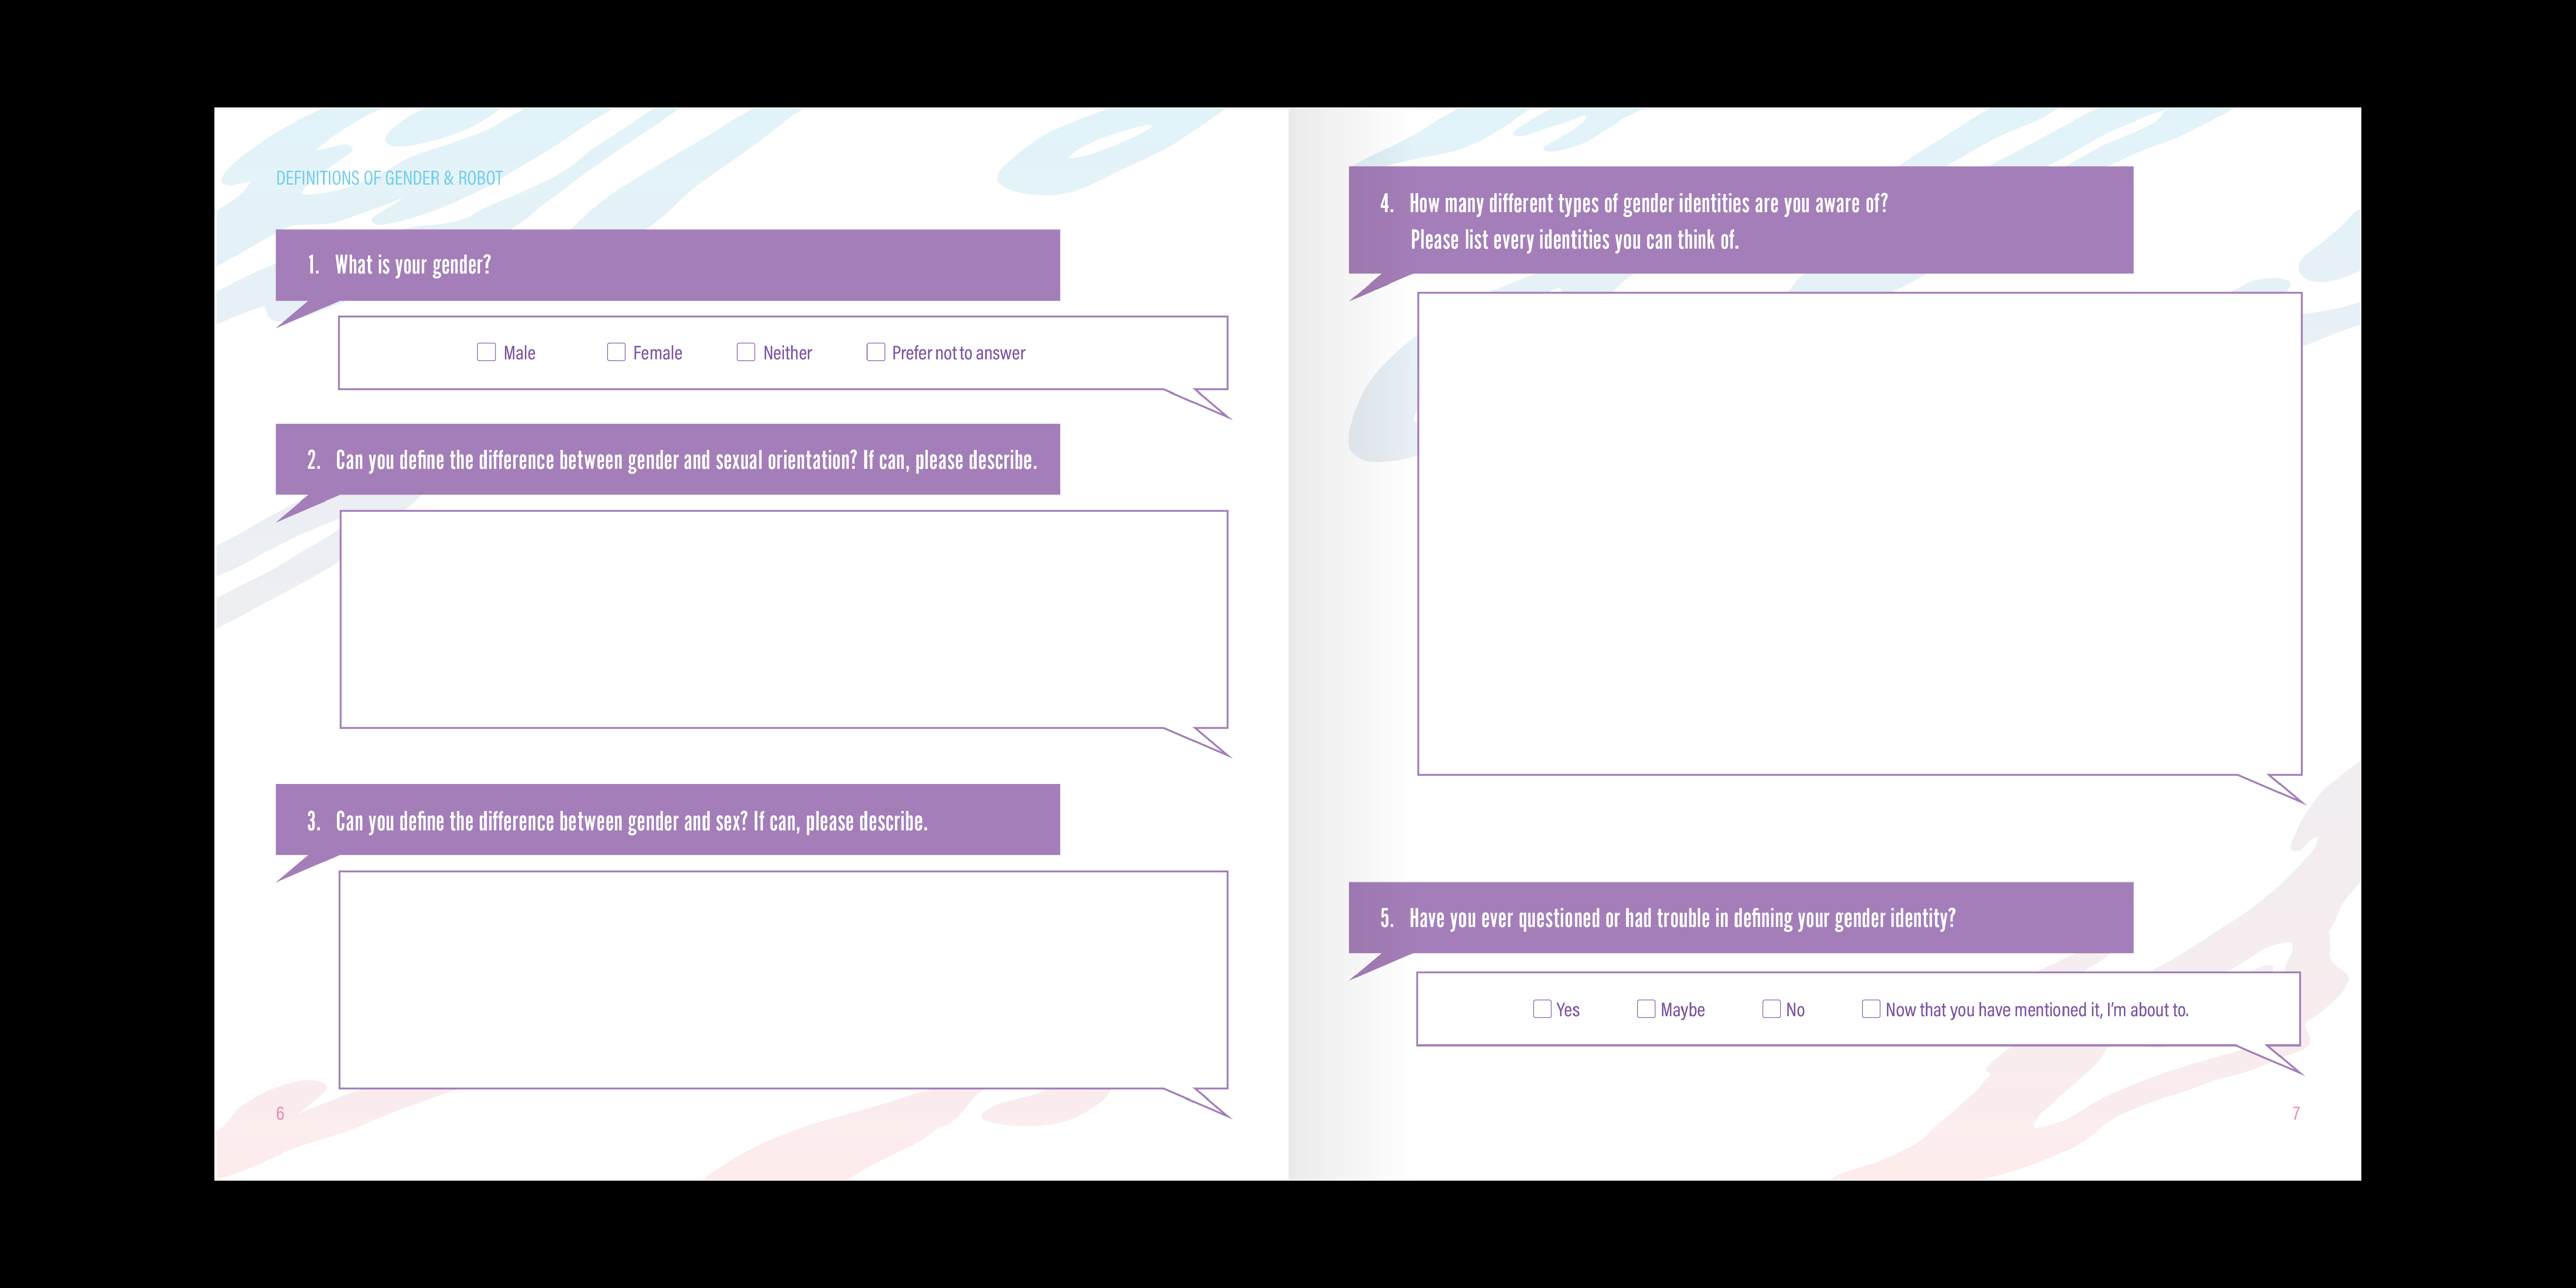 DEFINITIONS OF GENDER & ROBOT
1. What is your gender?
Male Female Neither Prefer not to answer
2. Can you define the difference between gender and sexual orientation? If can, please describe.
3. Can you define the difference between gender and sex? If can, please describe.
6
4. How many different types of gender identities are you aware of?
Please list every identities you can think of.
5. Have you ever questioned or had trouble in defining your gender identity?
Yes Maybe No Now that you have mentioned it, I'm about to.
7